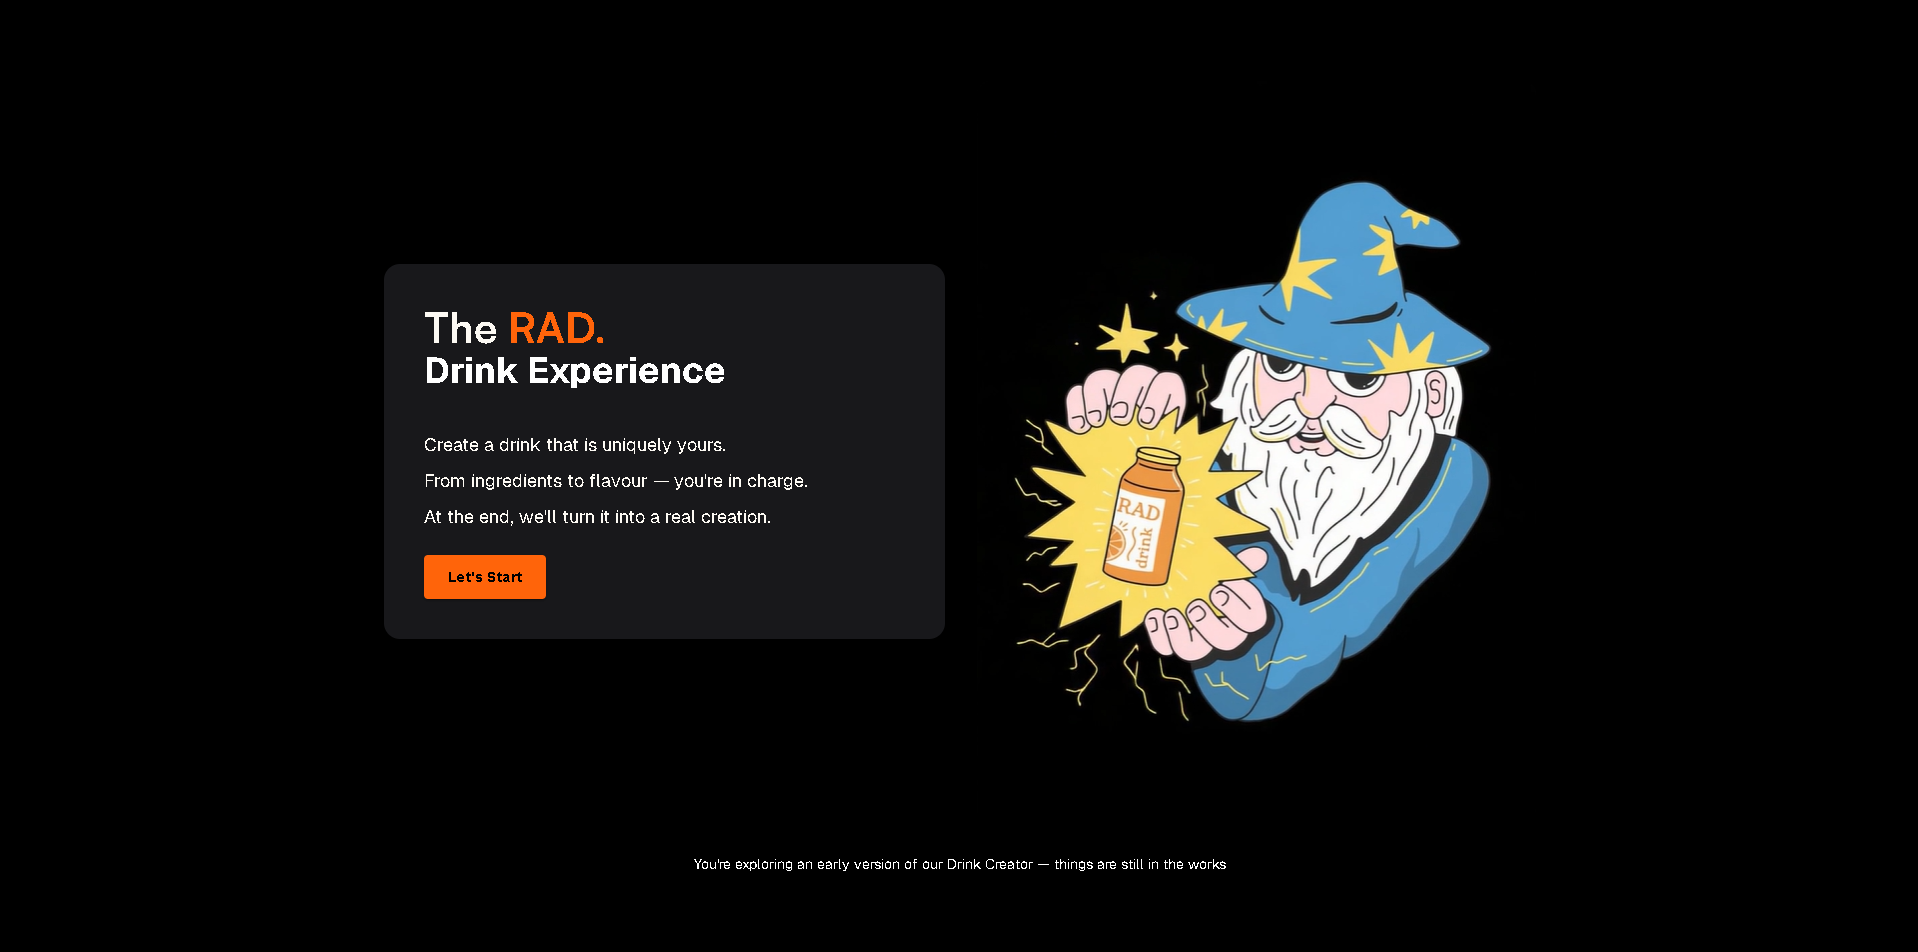 The RAD.
Drink Experience
Create a drink that is uniquely yours.
From ingredients to flavour — you're in charge.
At the end, we'll turn it into a real creation.
Let's Start
RAD
drink
You're exploring an early version of our Drink Creator — things are still in the works